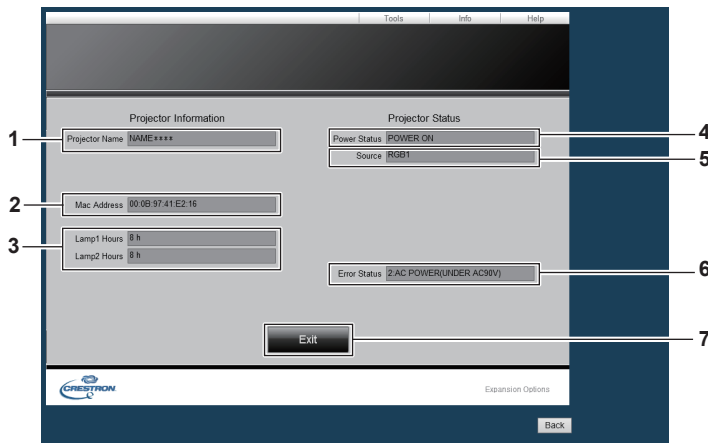 Tools Info Help
Projector Information
Projector Status
1
Projector Name NAME****
4
Power Status POWER ON
5
Source RGB1
2
Mac Address 00:0B:97:41:E2:16
3
Lamp1 Hours 8 h
Lamp2 Hours 8 h
6
Error Status 2:AC POWER(UNDER AC90V)
7
Exit
CRESTRON
Expansion Options
Back